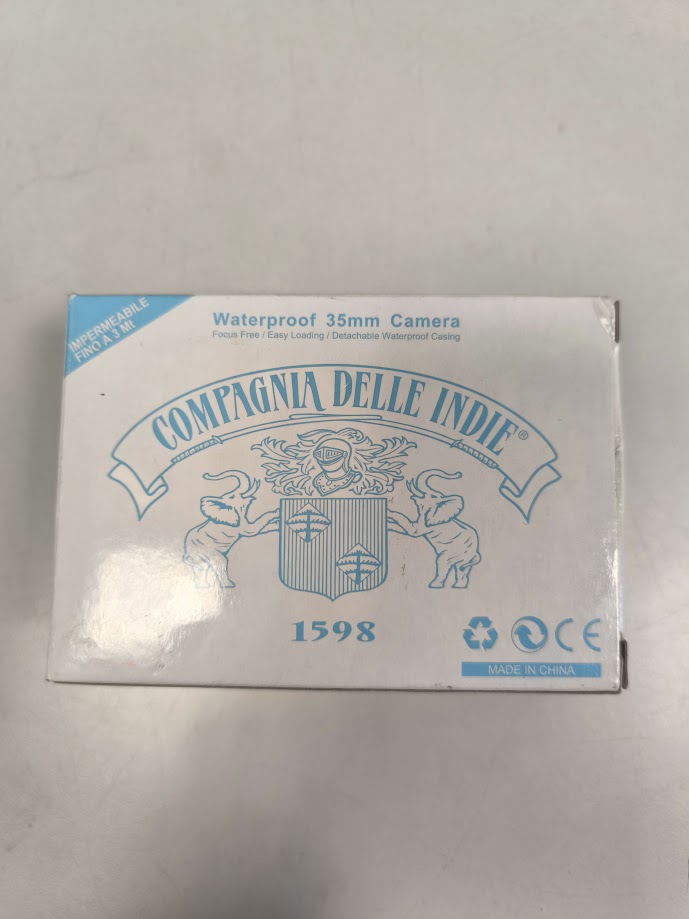 IMPERMEABILE
FINO A 3 Mt
Waterproof 35mm Camera
Focus Free / Easy Loading / Detachable Waterproof Casing
COMPAGNIA DELLE INDIE®
1598
CE
MADE IN CHINA